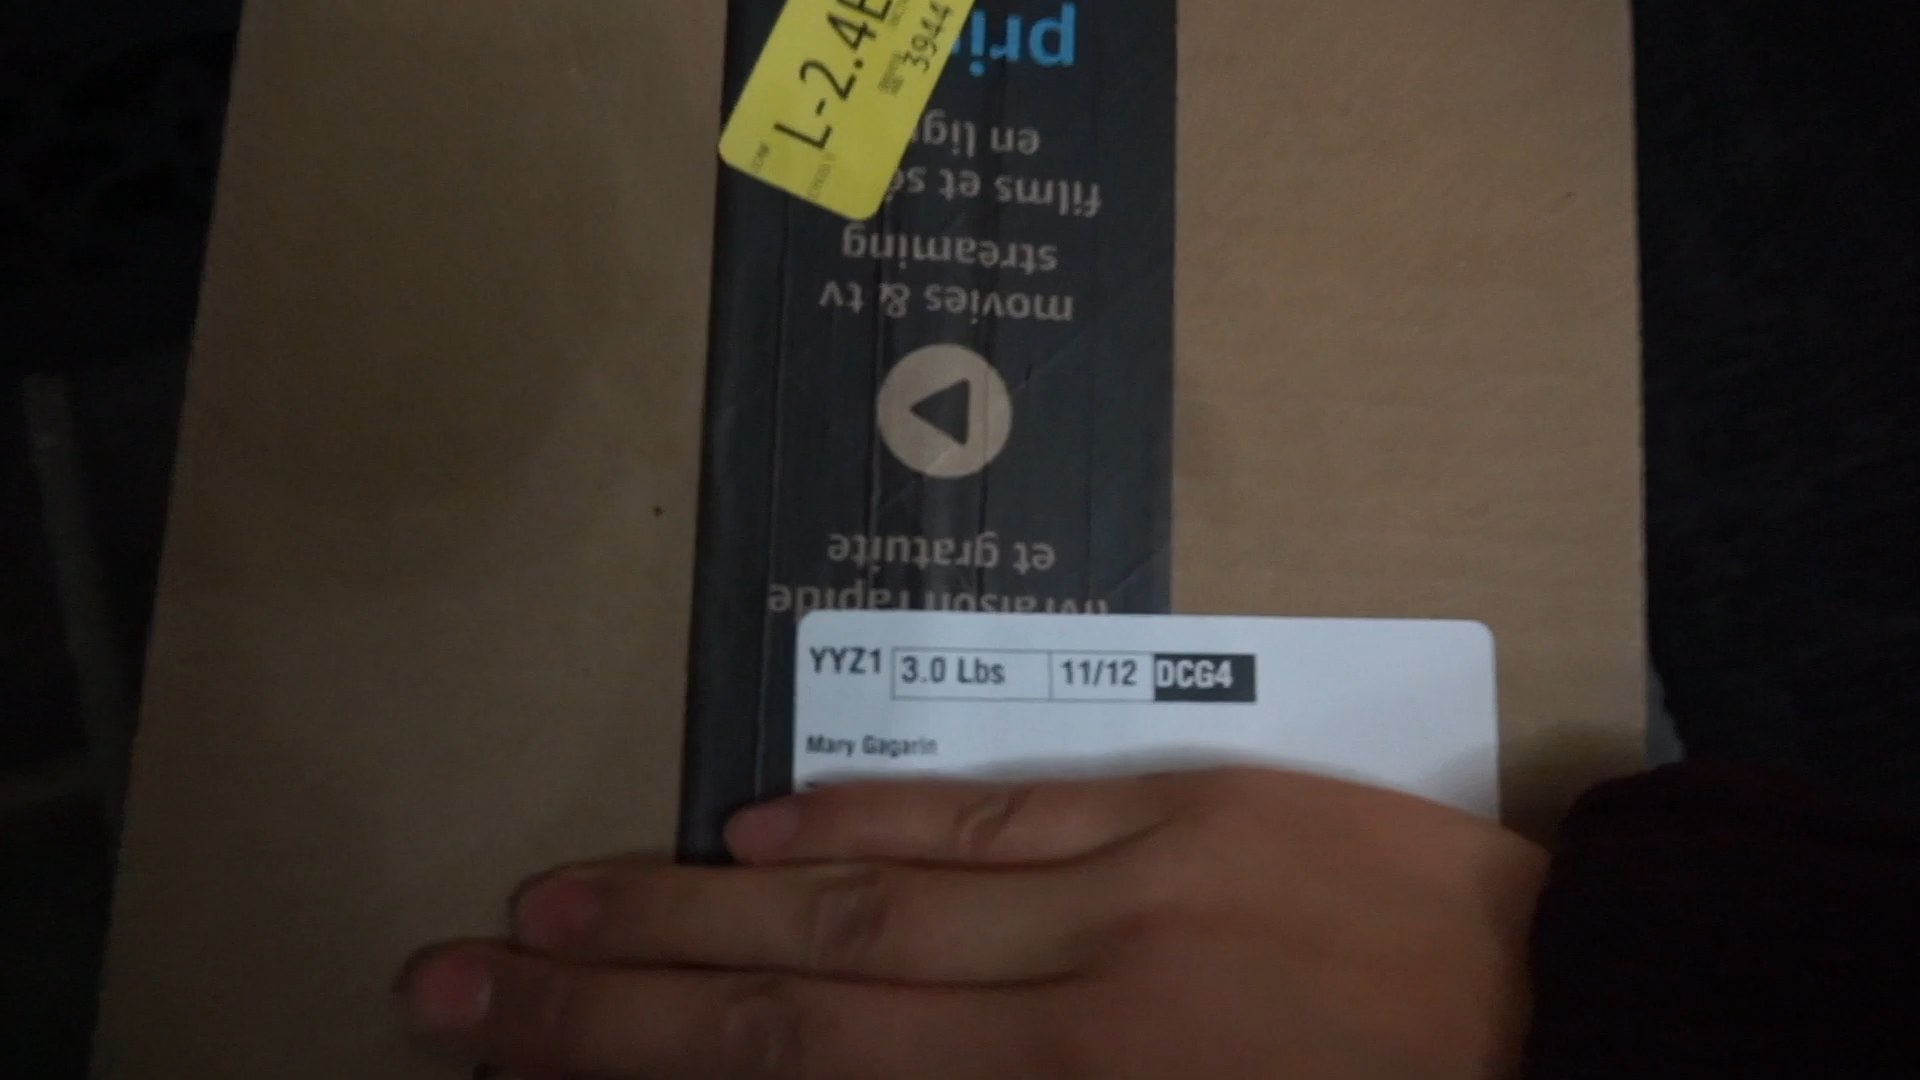 L-2.4E
3944
pri
en lig
films et sé
streaming
movies & tv
et gratuite
livraison rapide
YYZ1 3.0 Lbs 11/12 DCG4
Mary Gagarin